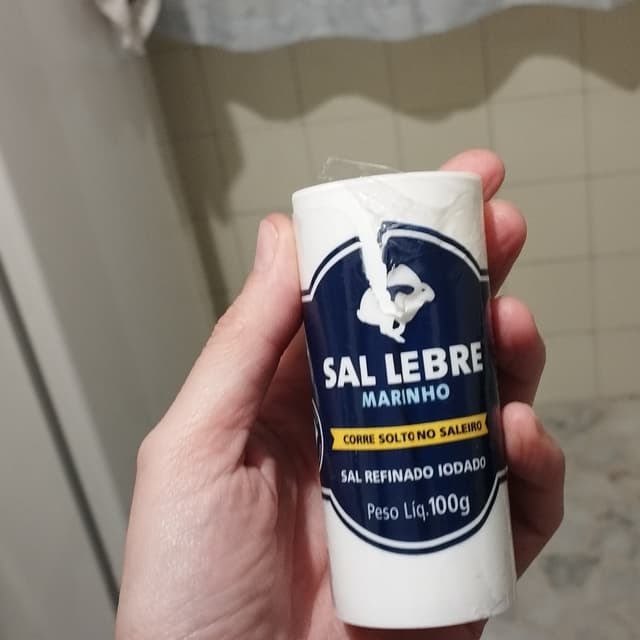 SAL LEBRE
MARINHO
CORRE SOLTO NO SALEIRO
SAL REFINADO IODADO
Peso Líq.100g